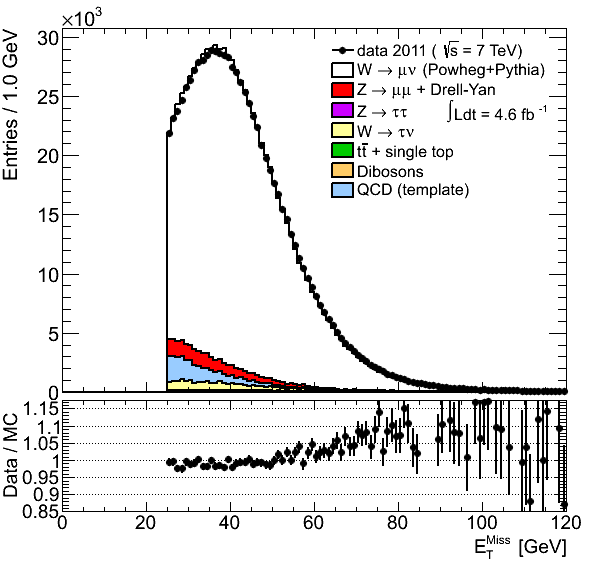 ×10³
Entries / 1.0 GeV
30
25
20
15
10
5
0
data 2011 ( √s = 7 TeV)
W → μν (Powheg+Pythia)
Z → μμ + Drell-Yan
Z → ττ
∫Ldt = 4.6 fb⁻¹
W → τν
tt̅ + single top
Dibosons
QCD (template)
Data / MC
1.15
1.1
1.05
1
0.95
0.9
0.85
0 20 40 60 80 100 120
E_T^Miss [GeV]